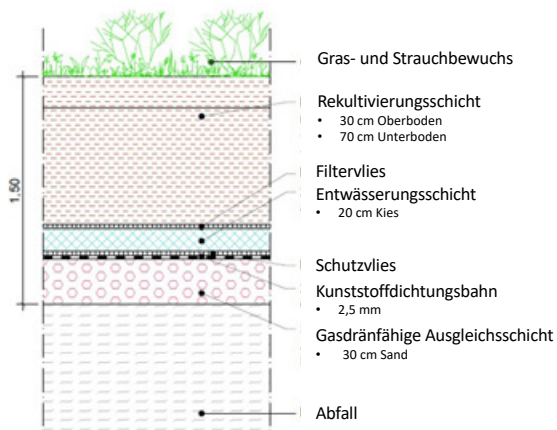 Gras- und Strauchbewuchs
Rekultivierungsschicht
• 30 cm Oberboden
• 70 cm Unterboden
1,50
Filtervlies
Entwässerungsschicht
• 20 cm Kies
Schutzvlies
Kunststoffdichtungsbahn
• 2,5 mm
Gasdränfähige Ausgleichsschicht
• 30 cm Sand
Abfall